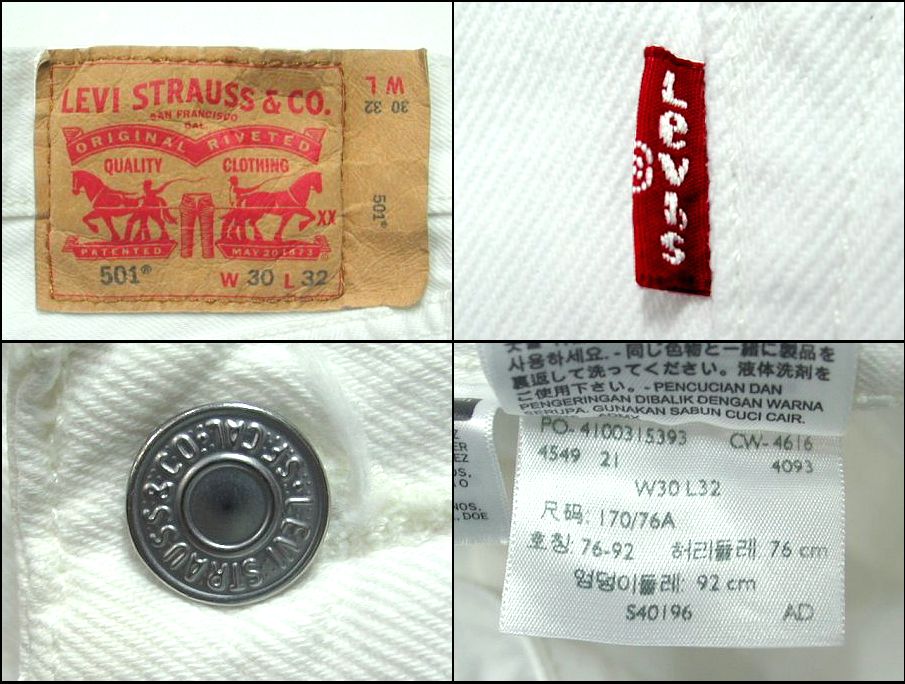 LEVI STRAUSS & CO.
SAN FRANCISCO
CAL.
ORIGINAL RIVETED
QUALITY CLOTHING
XX
PATENTED MAY 20 1873
501® W 30 L 32
W L
30 32
501®
Levi's
LEVI STRAUSS & CO. S.F. CAL.
사용하세요. - 同じ色物と一緒に製品を
裏返して洗ってください。液体洗剤を
ご使用下さい。- PENCUCIAN DAN
PENGERINGAN DIBALIK DENGAN WARNA
SERUPA. GUNAKAN SABUN CUCI CAIR.
PO- 4100315393 CW- 4616
4549 21 4093
W30 L32
尺码: 170/76A
호칭: 76-92 허리둘레: 76 cm
엉덩이둘레: 92 cm
S40196 AD
NOS,
, DOE